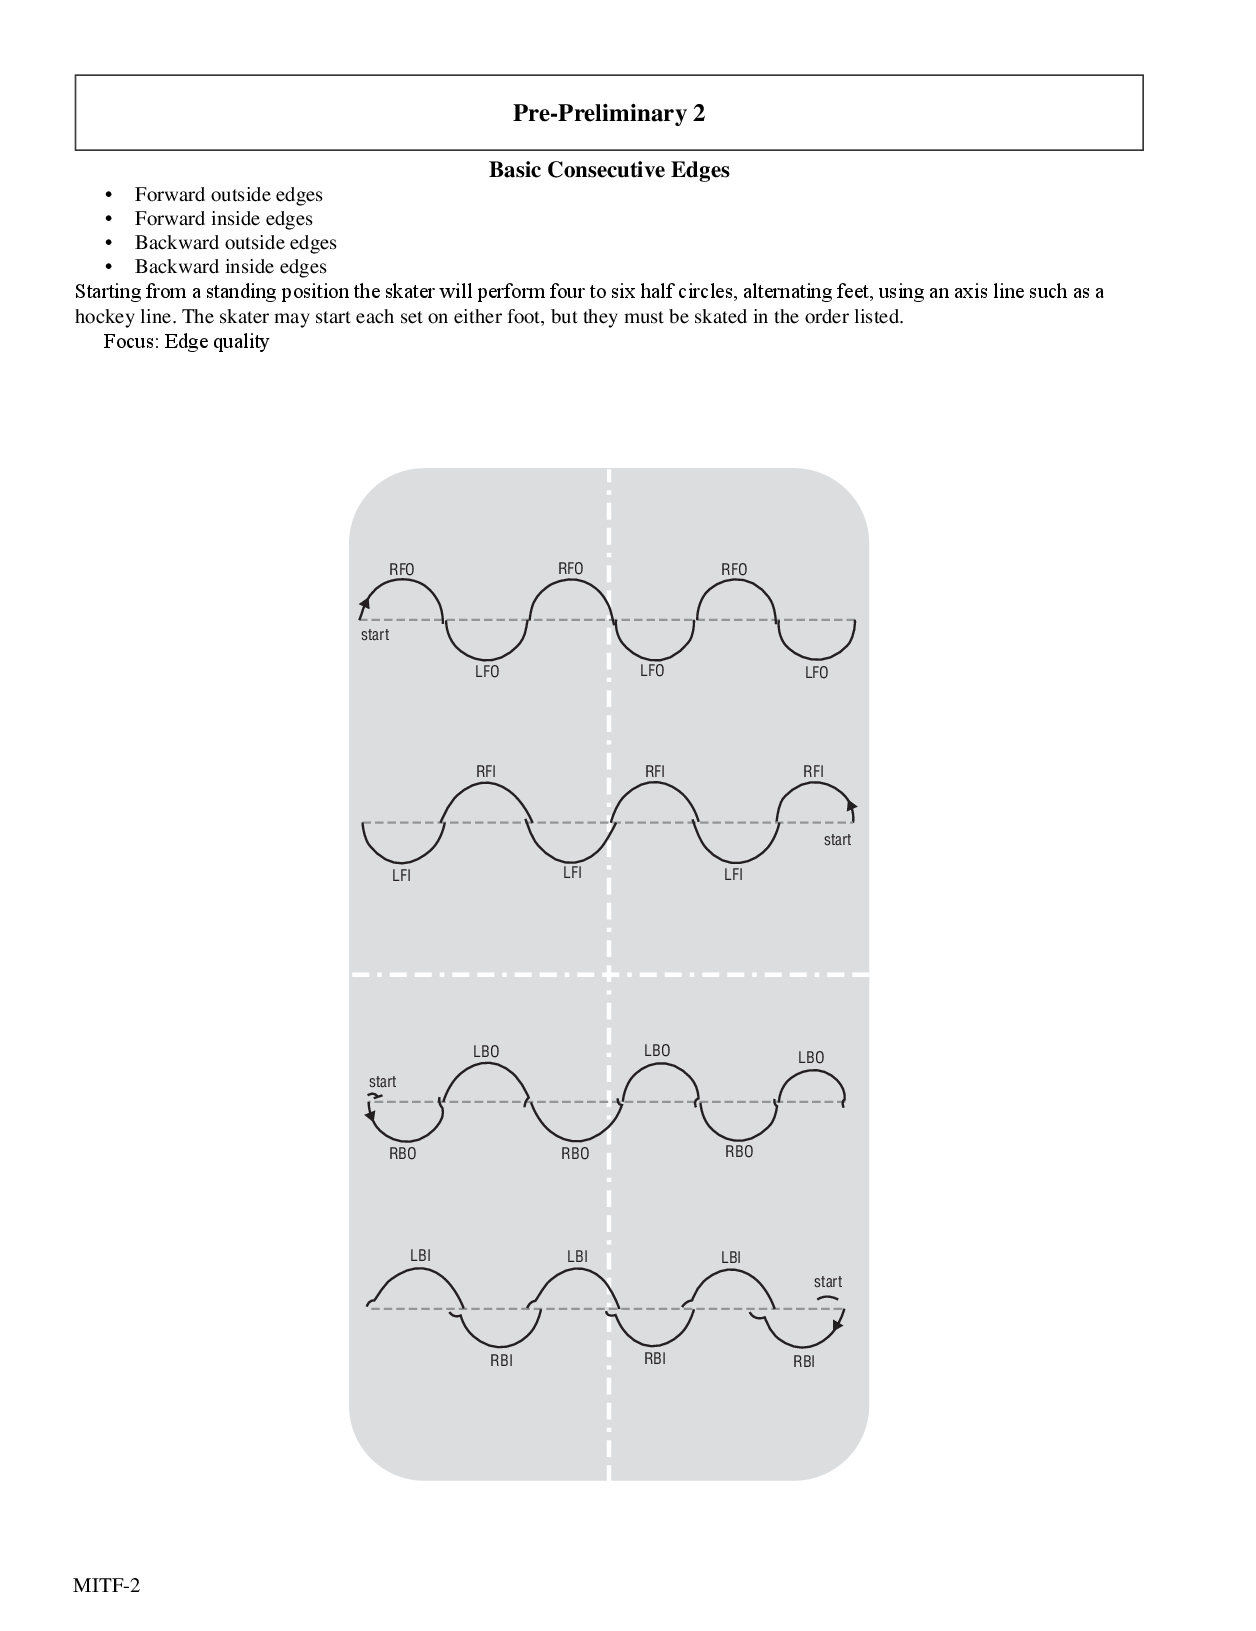 Pre-Preliminary 2
Basic Consecutive Edges
• Forward outside edges
• Forward inside edges
• Backward outside edges
• Backward inside edges
Starting from a standing position the skater will perform four to six half circles, alternating feet, using an axis line such as a
hockey line. The skater may start each set on either foot, but they must be skated in the order listed.
Focus: Edge quality
RFO RFO RFO
start
LFO LFO LFO
RFI RFI RFI
start
LFI LFI LFI
LBO LBO LBO
start
RBO RBO RBO
LBI LBI LBI
start
RBI RBI RBI
MITF-2